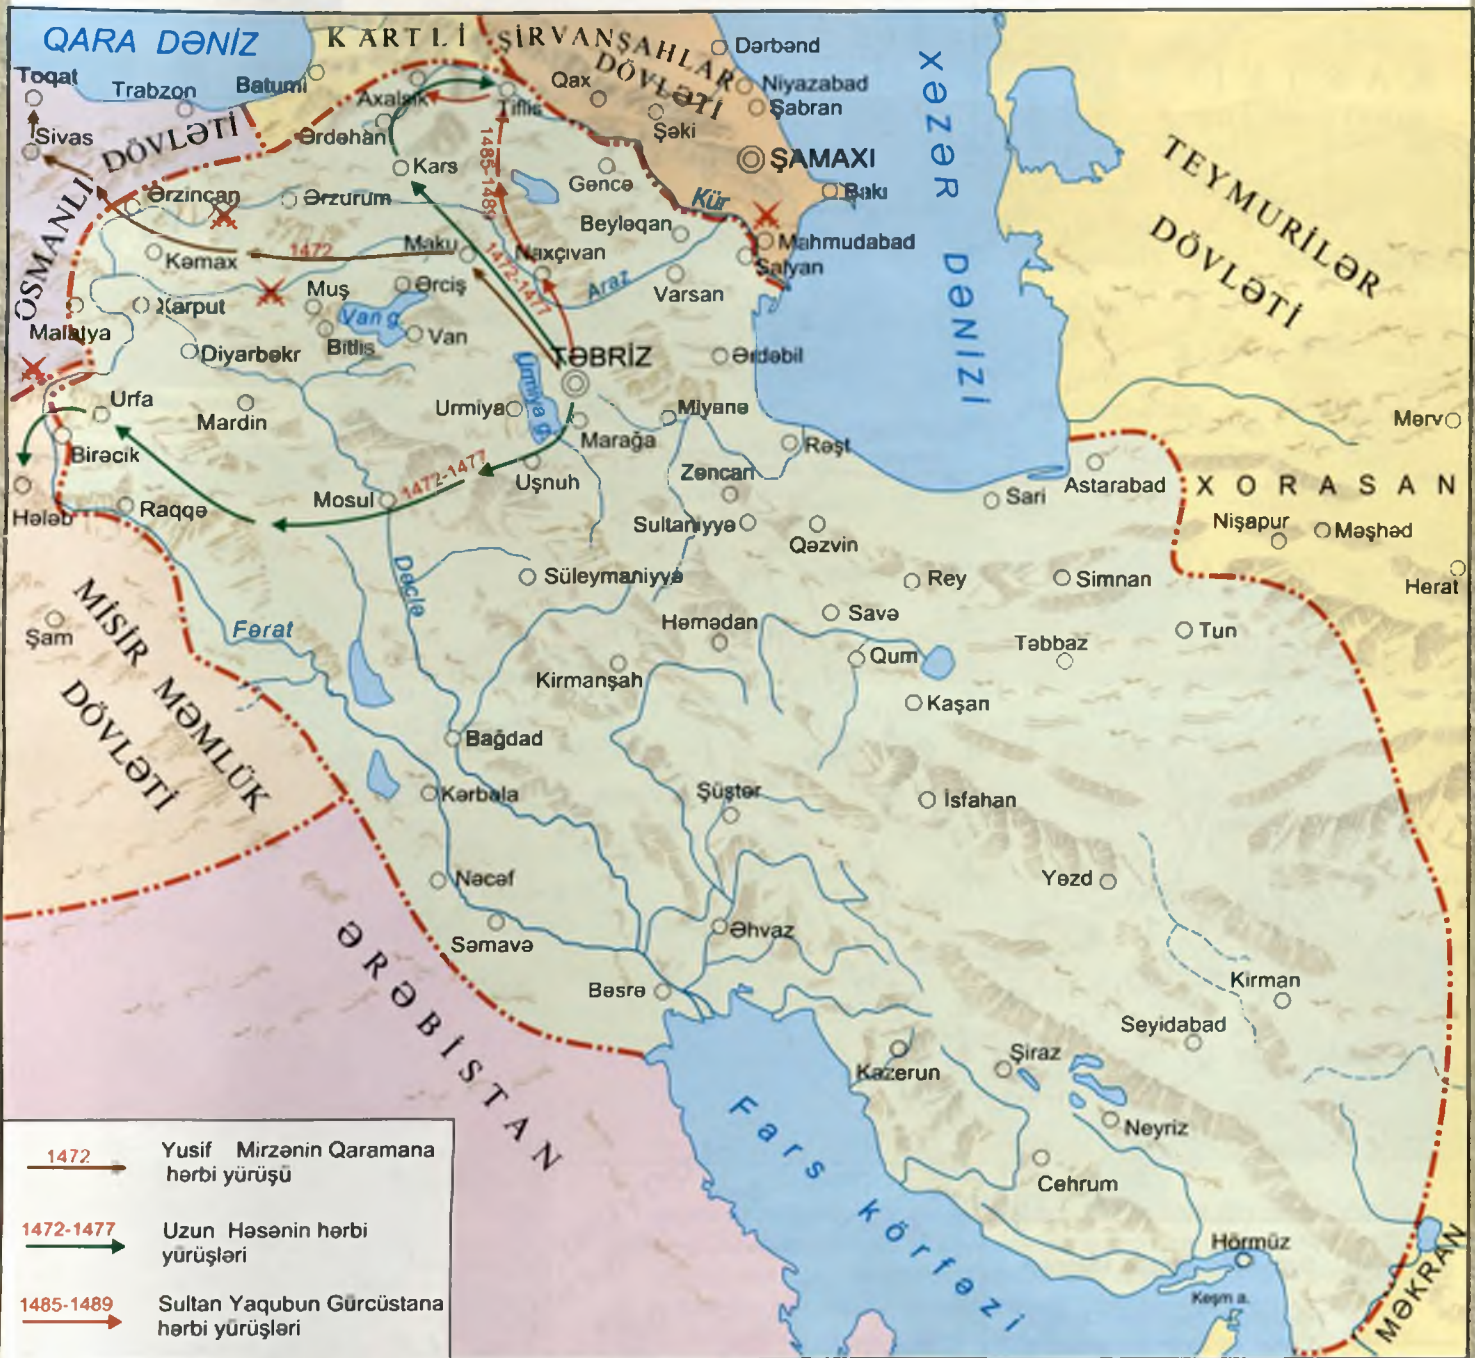 QARA DƏNİZ
KARTLİ
ŞİRVANŞAHLAR
DÖVLƏTİ
XƏZƏR DƏNİZİ
TEYMURİLƏR
DÖVLƏTİ
OSMANLI DÖVLƏTİ
Toqat
Trabzon
Batumi
Axalsık
Tiflis
Qax
Dərbənd
Niyazabad
Şabran
Şəki
ŞAMAXI
Bakı
Sivas
Ərdəhan
Kars
1485-1489
Gəncə
Kür
Ərzincan
Ərzurum
Beyləqan
Mahmudabad
Salyan
Kəmax
1472
Maku
Naxçıvan
1472-1477
Araz
Varsan
Malatya
Xarput
Muş
Ərciş
Van g.
Van
Bitlis
Diyarbəkr
TƏBRİZ
Ərdəbil
Urmiya g.
Urfa
Mardin
Urmiya
Marağa
Miyanə
Rəşt
Mərv
Birəcik
Uşnuh
Zəncan
Astarabad
XORASAN
Hələb
Raqqə
Mosul
1472-1477
Sultaniyyə
Qəzvin
Sari
Nişapur
Məşhəd
Herat
Dəclə
Süleymaniyyə
Rey
Simnan
Şam
Fərat
Həmədan
Savə
Təbbəz
Tun
MİSİR MƏMLÜK
DÖVLƏTİ
Kirmanşah
Qum
Kaşan
Bağdad
Kərbala
Şüştər
İsfahan
Nəcəf
Yəzd
Səmavə
Əhvaz
ƏRƏBİSTAN
Bəsrə
Kirman
Seyidabad
Kazerun
Şiraz
Neyriz
Cəhrum
Fars körfəzi
Hörmüz
Keşm a.
MƏKRAN
1472
Yusif Mirzənin Qaramana
hərbi yürüşü
1472-1477
Uzun Həsənin hərbi
yürüşləri
1485-1489
Sultan Yaqubun Gürcüstana
hərbi yürüşləri